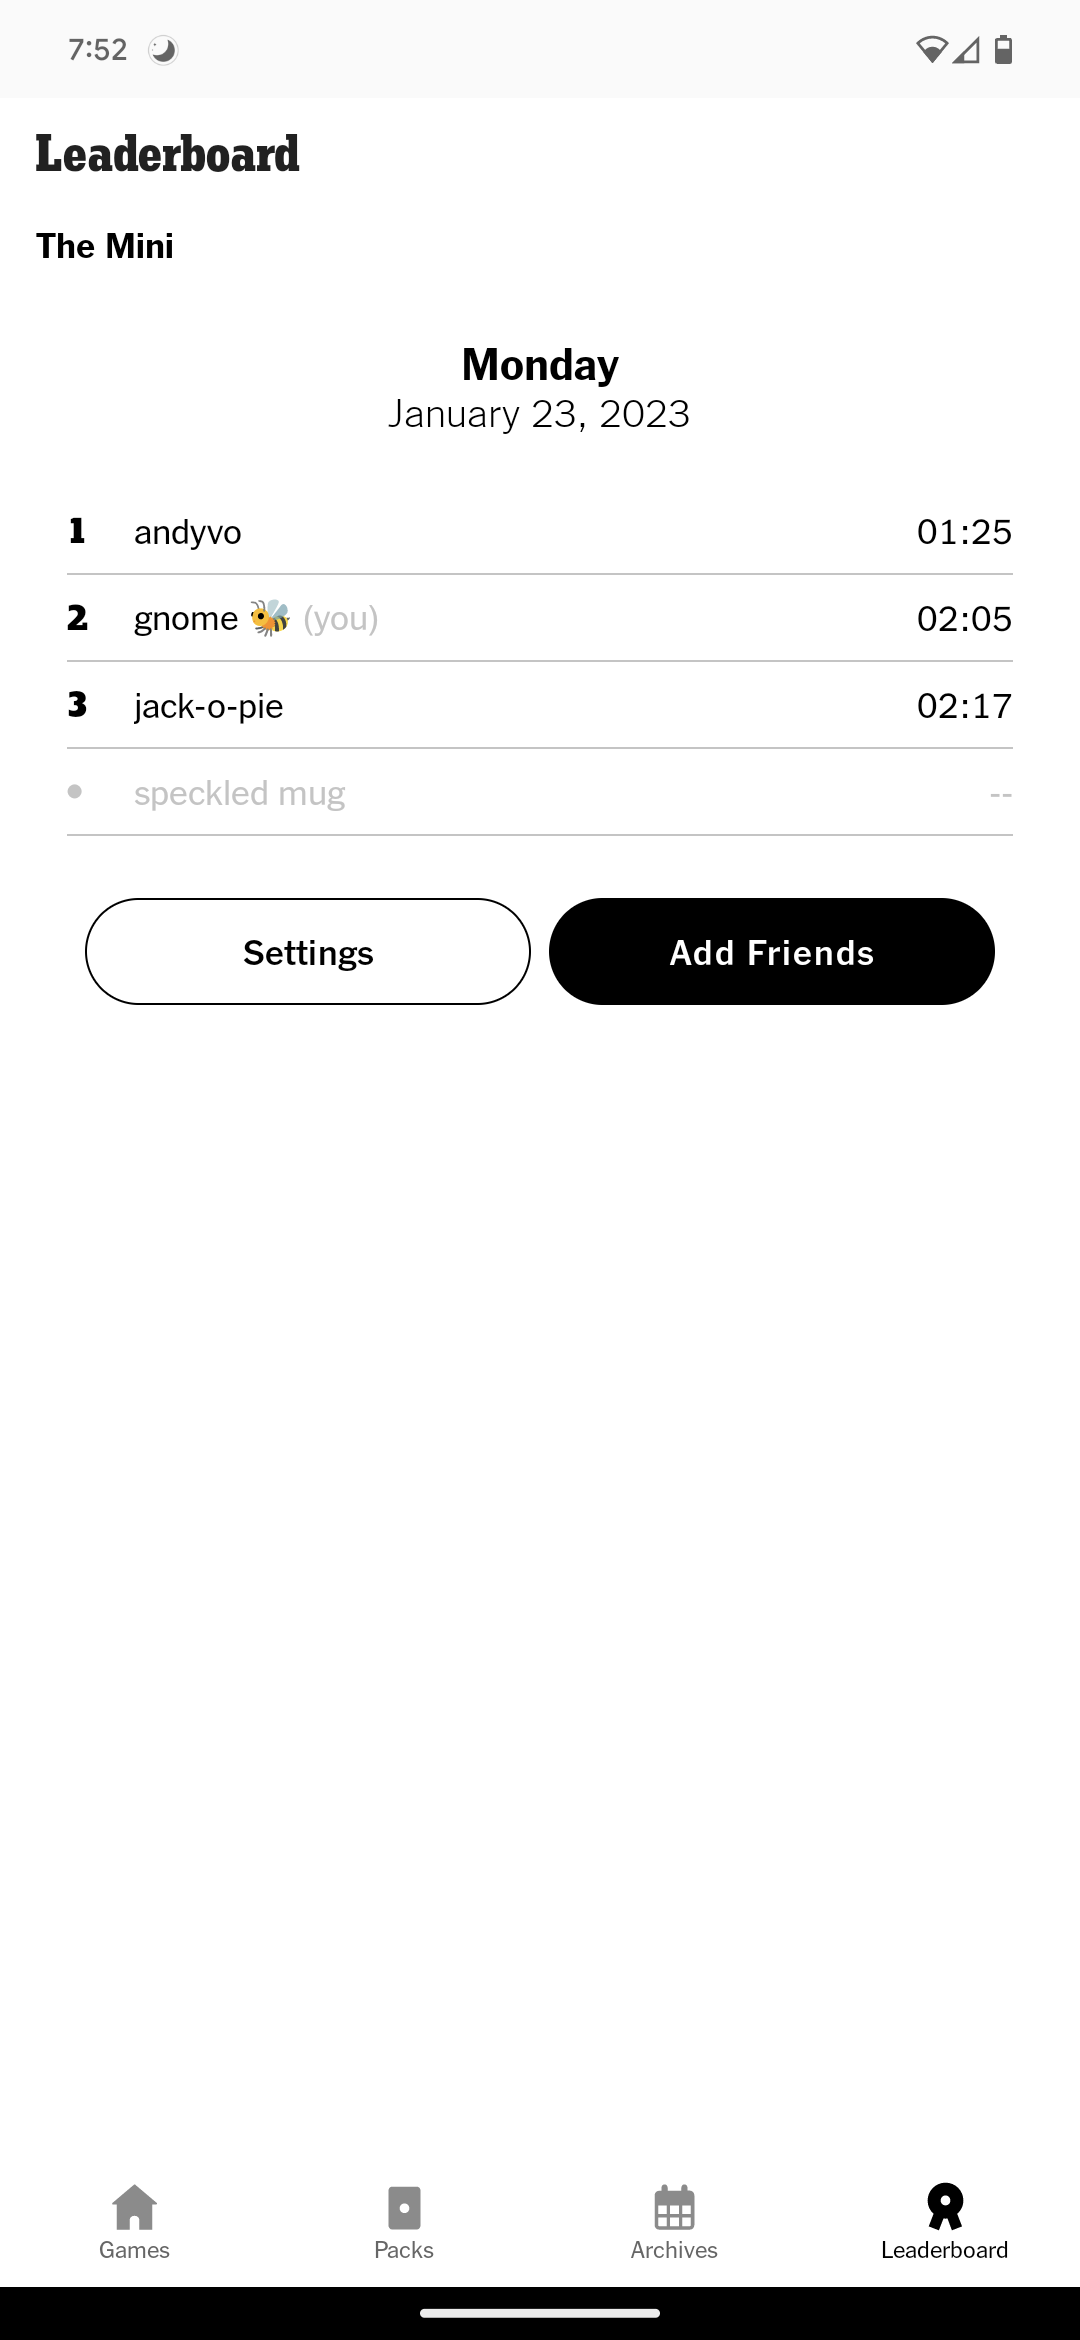 7:52
Leaderboard
The Mini
Monday
January 23, 2023
1 andyvo 01:25
2 gnome 🐝 (you) 02:05
3 jack-o-pie 02:17
• speckled mug --
Settings Add Friends
Games Packs Archives Leaderboard